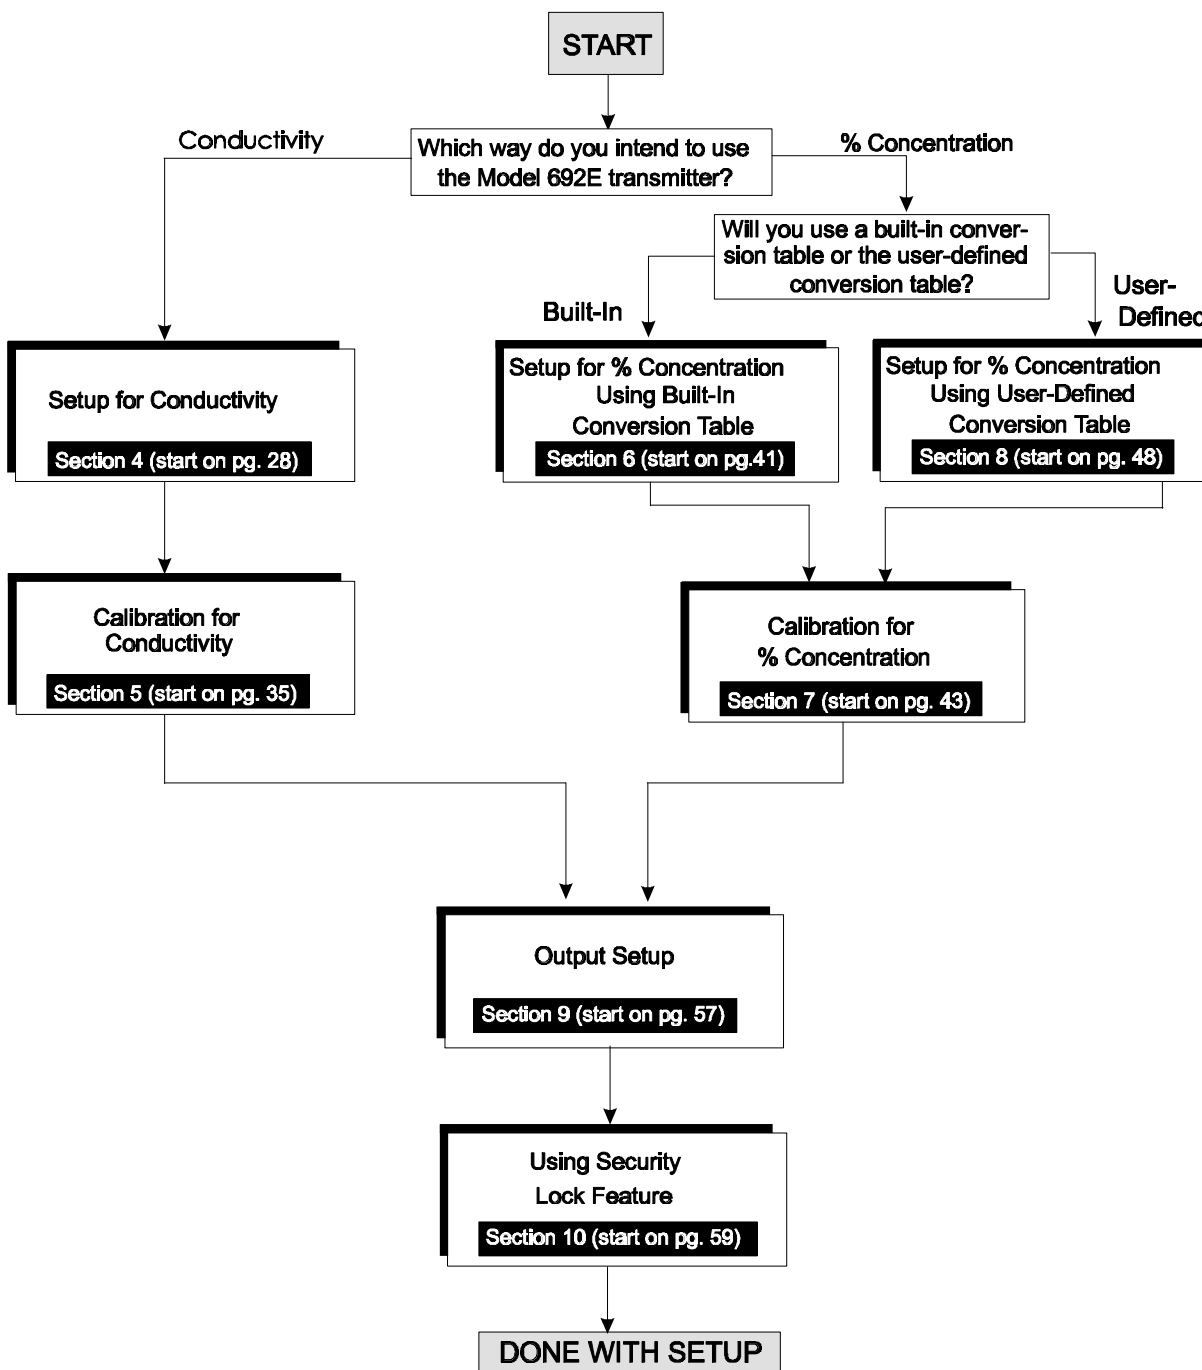 START
Conductivity
Which way do you intend to use
the Model 692E transmitter?
% Concentration
Will you use a built-in conver-
sion table or the user-defined
conversion table?
Built-In
User-
Defined
Setup for Conductivity
Section 4 (start on pg. 28)
Setup for % Concentration
Using Built-In
Conversion Table
Section 6 (start on pg.41)
Setup for % Concentration
Using User-Defined
Conversion Table
Section 8 (start on pg. 48)
Calibration for
Conductivity
Section 5 (start on pg. 35)
Calibration for
% Concentration
Section 7 (start on pg. 43)
Output Setup
Section 9 (start on pg. 57)
Using Security
Lock Feature
Section 10 (start on pg. 59)
DONE WITH SETUP